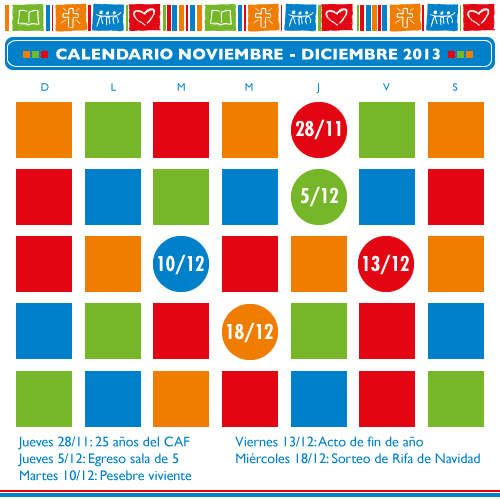 CALENDARIO NOVIEMBRE - DICIEMBRE 2013
D L M M J V S
28/11
5/12
10/12 13/12
18/12
Jueves 28/11: 25 años del CAF
Jueves 5/12: Egreso sala de 5
Martes 10/12: Pesebre viviente
Viernes 13/12: Acto de fin de año
Miércoles 18/12: Sorteo de Rifa de Navidad